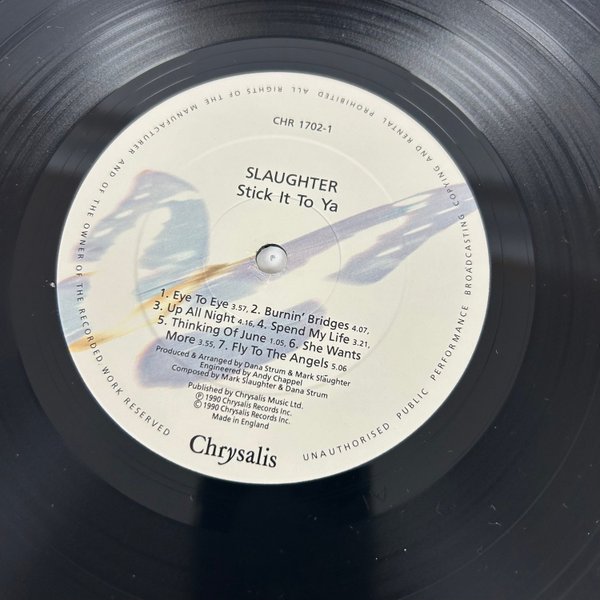 CHR 1702-1
SLAUGHTER
Stick It To Ya
1. Eye To Eye 3.57, 2. Burnin' Bridges 4.07,
3. Up All Night 4.16, 4. Spend My Life 3.21,
5. Thinking Of June 1.05, 6. She Wants
More 3.55, 7. Fly To The Angels 5.06
Produced & Arranged by Dana Strum & Mark Slaughter
Engineered by Andy Chappel
Composed by Mark Slaughter & Dana Strum
Published by Chrysalis Music Ltd.
℗ 1990 Chrysalis Records Inc.
© 1990 Chrysalis Records Inc.
Made in England
Chrysalis
ALL RIGHTS OF THE MANUFACTURER AND OF THE OWNER OF THE RECORDED WORK RESERVED
UNAUTHORISED PUBLIC PERFORMANCE BROADCASTING COPYING AND RENTAL PROHIBITED